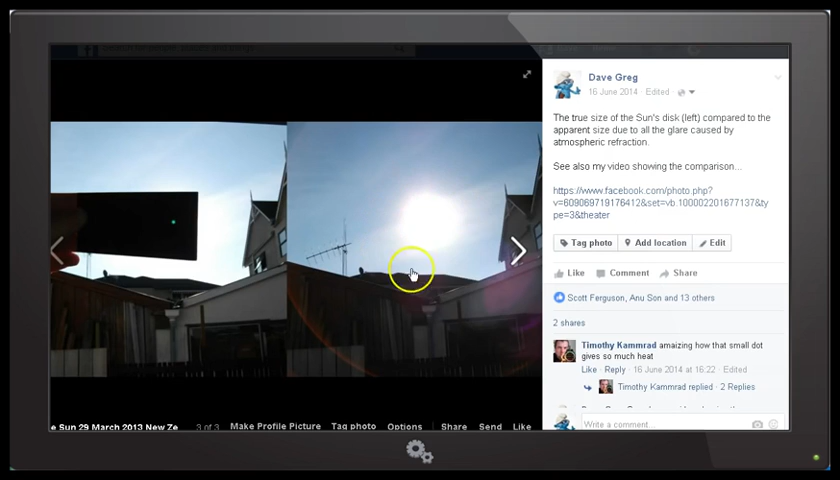 Dave Greg
16 June 2014 · Edited ·
The true size of the Sun's disk (left) compared to the
apparent size due to all the glare caused by
atmospheric refraction.
See also my video showing the comparison...
https://www.facebook.com/photo.php?
v=609069719176412&set=vb.100002201677137&ty
pe=3&theater
Tag photo Add location Edit
Like Comment Share
Scott Ferguson, Anu Son and 13 others
2 shares
Timothy Kammrad amaizing how that small dot
gives so much heat
Like · Reply · 16 June 2014 at 16:22 · Edited
Timothy Kammrad replied · 2 Replies
Write a comment...
e Sun 29 March 2013 New Ze 3 of 3 Make Profile Picture Tag photo Options Share Send Like